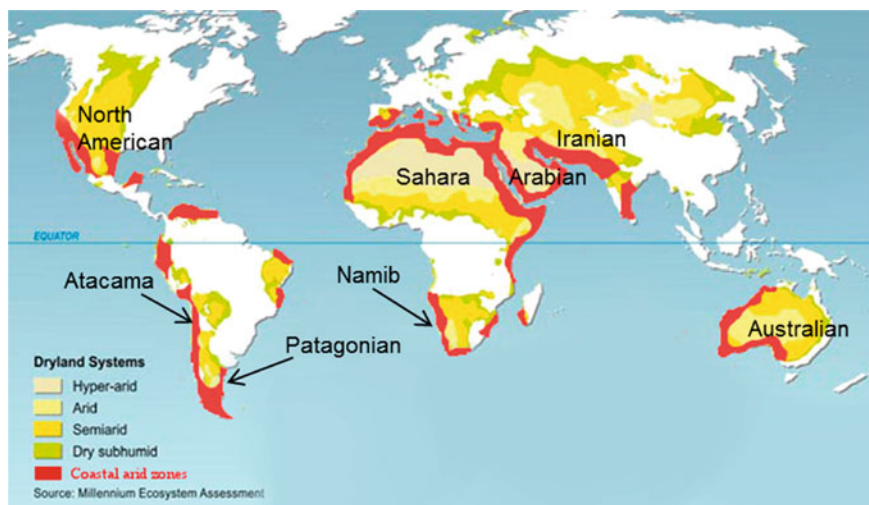 North
American
Iranian
Sahara
Arabian
EQUATOR
Atacama
Namib
Australian
Patagonian
Dryland Systems
Hyper-arid
Arid
Semiarid
Dry subhumid
Coastal arid zones
Source: Millennium Ecosystem Assessment